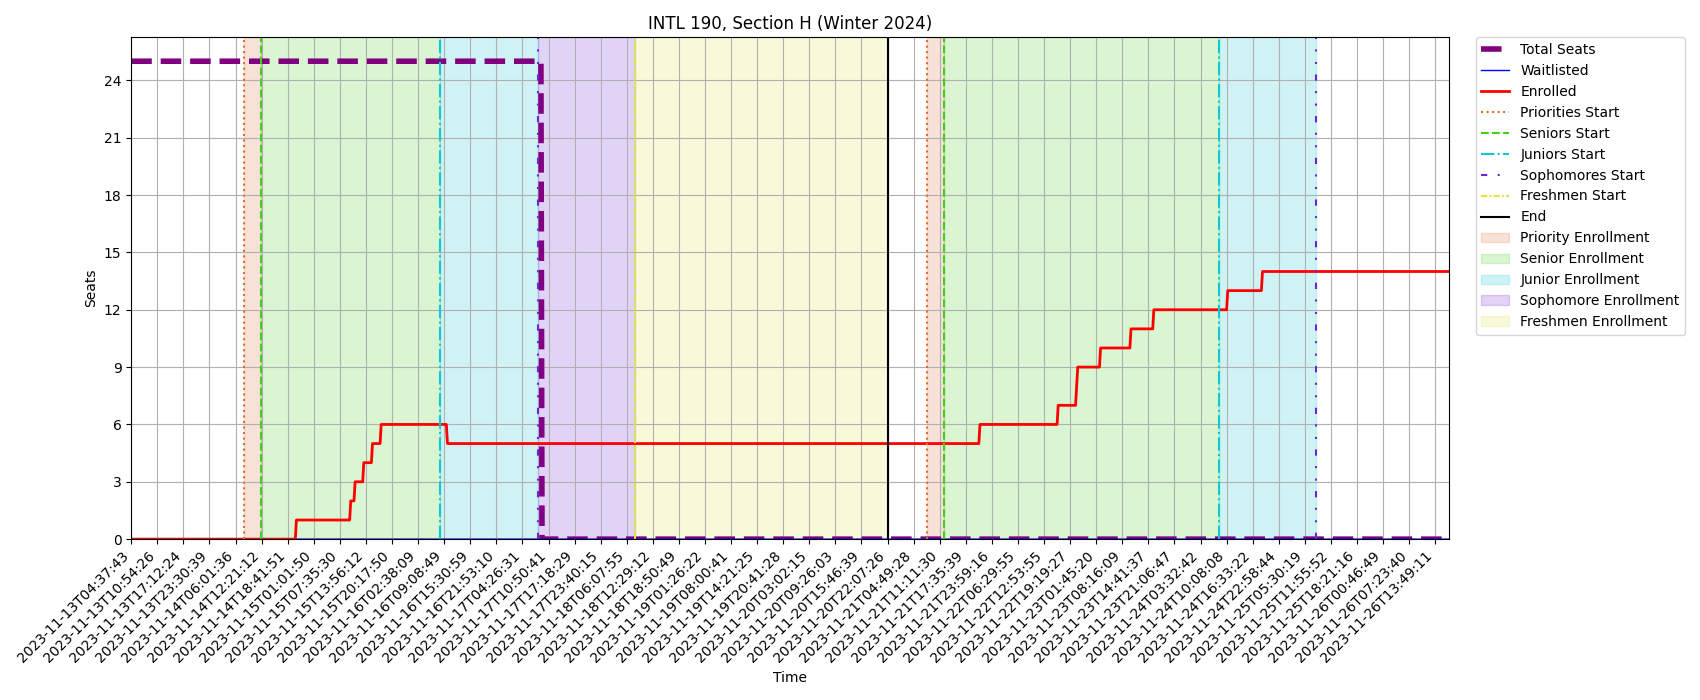 INTL 190, Section H (Winter 2024)
Seats
24
21
18
15
12
9
6
3
0
2023-11-13T04:37:43
2023-11-13T10:54:26
2023-11-13T17:12:24
2023-11-13T23:30:39
2023-11-14T06:01:36
2023-11-14T12:21:12
2023-11-14T18:41:51
2023-11-15T01:01:50
2023-11-15T07:35:30
2023-11-15T13:56:12
2023-11-15T20:17:50
2023-11-16T02:38:09
2023-11-16T09:08:49
2023-11-16T15:30:59
2023-11-16T21:53:10
2023-11-17T04:26:31
2023-11-17T10:50:41
2023-11-17T17:18:29
2023-11-17T23:40:15
2023-11-18T06:07:55
2023-11-18T12:29:12
2023-11-18T18:50:49
2023-11-19T01:26:22
2023-11-19T08:00:41
2023-11-19T14:21:25
2023-11-19T20:41:28
2023-11-20T03:02:15
2023-11-20T09:26:03
2023-11-20T15:46:39
2023-11-20T22:07:26
2023-11-21T04:49:28
2023-11-21T11:11:30
2023-11-21T17:35:39
2023-11-21T23:59:16
2023-11-22T06:29:55
2023-11-22T12:53:55
2023-11-22T19:19:27
2023-11-23T01:45:20
2023-11-23T08:16:09
2023-11-23T14:41:37
2023-11-23T21:06:47
2023-11-24T03:32:42
2023-11-24T10:08:08
2023-11-24T16:33:22
2023-11-24T22:58:44
2023-11-25T05:30:19
2023-11-25T11:55:52
2023-11-25T18:21:16
2023-11-26T00:46:49
2023-11-26T07:23:40
2023-11-26T13:49:11
Time
Total Seats
Waitlisted
Enrolled
Priorities Start
Seniors Start
Juniors Start
Sophomores Start
Freshmen Start
End
Priority Enrollment
Senior Enrollment
Junior Enrollment
Sophomore Enrollment
Freshmen Enrollment